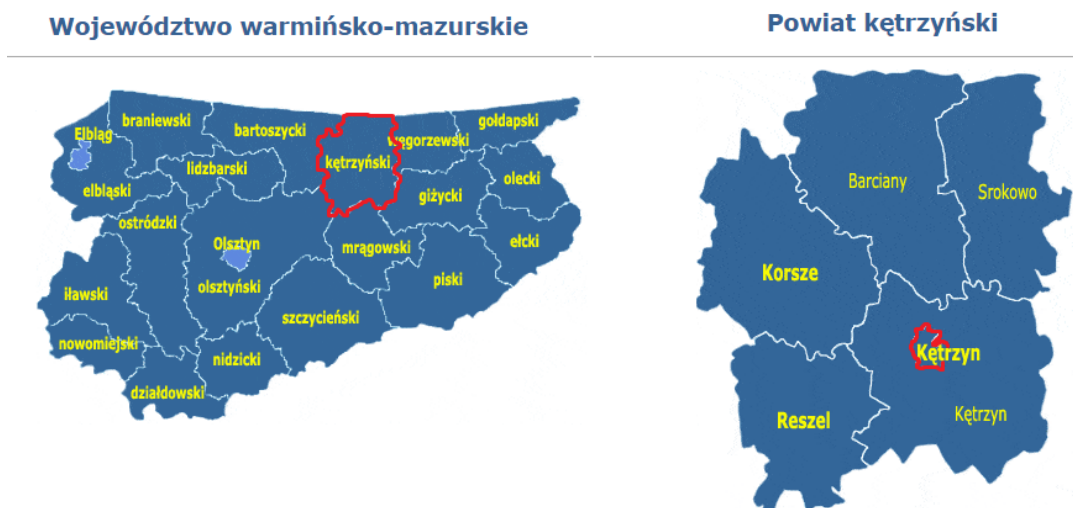 Województwo warmińsko-mazurskie
Powiat kętrzyński
Elbląg
braniewski
bartoszycki
gołdapski
węgorzewski
lidzbarski
kętrzyński
elbląski
giżycki
olecki
ostródzki
Olsztyn
mrągowski
ełcki
piski
iławski
olsztyński
szczycieński
nowomiejski
nidzicki
działdowski
Barciany
Srokowo
Korsze
Kętrzyn
Reszel
Kętrzyn